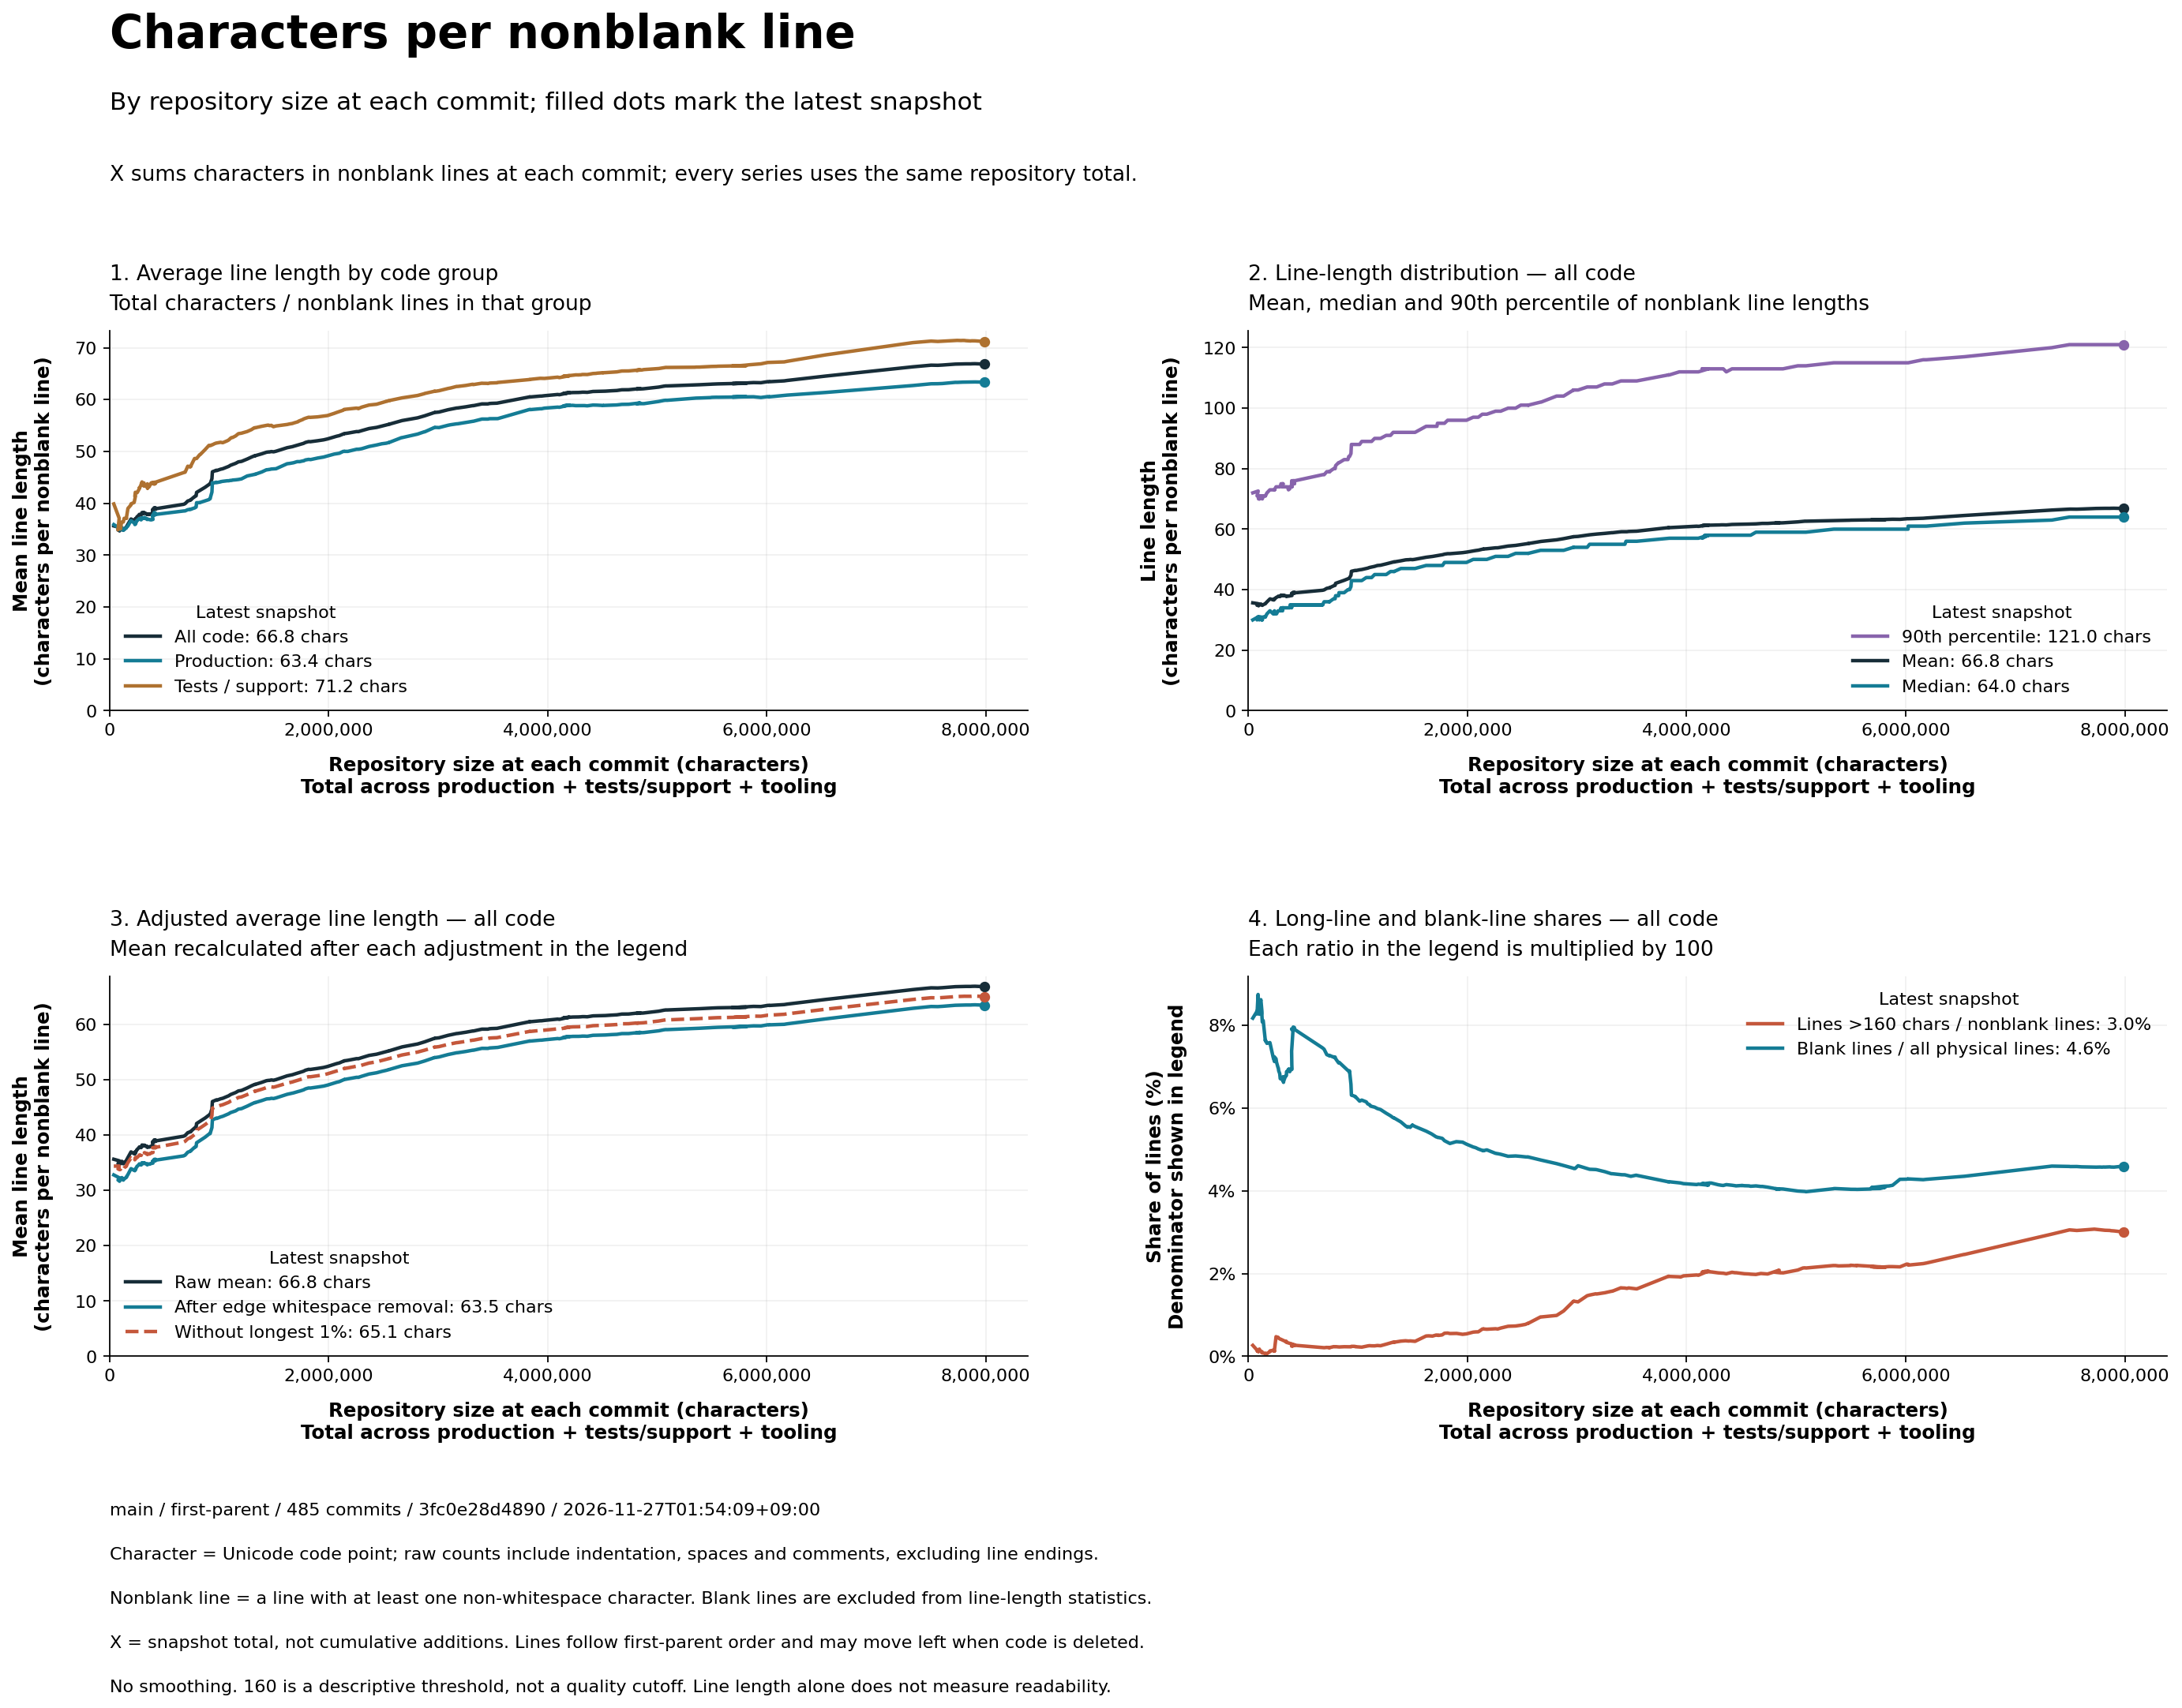 Characters per nonblank line
By repository size at each commit; filled dots mark the latest snapshot
X sums characters in nonblank lines at each commit; every series uses the same repository total.
1. Average line length by code group
Total characters / nonblank lines in that group
Mean line length
(characters per nonblank line)
70
60
50
40
30
20
10
0
Latest snapshot
All code: 66.8 chars
Production: 63.4 chars
Tests / support: 71.2 chars
0
2,000,000
4,000,000
6,000,000
8,000,000
Repository size at each commit (characters)
Total across production + tests/support + tooling
2. Line-length distribution — all code
Mean, median and 90th percentile of nonblank line lengths
Line length
(characters per nonblank line)
120
100
80
60
40
20
0
Latest snapshot
90th percentile: 121.0 chars
Mean: 66.8 chars
Median: 64.0 chars
0
2,000,000
4,000,000
6,000,000
8,000,000
Repository size at each commit (characters)
Total across production + tests/support + tooling
3. Adjusted average line length — all code
Mean recalculated after each adjustment in the legend
Mean line length
(characters per nonblank line)
60
50
40
30
20
10
0
Latest snapshot
Raw mean: 66.8 chars
After edge whitespace removal: 63.5 chars
Without longest 1%: 65.1 chars
0
2,000,000
4,000,000
6,000,000
8,000,000
Repository size at each commit (characters)
Total across production + tests/support + tooling
4. Long-line and blank-line shares — all code
Each ratio in the legend is multiplied by 100
Share of lines (%)
Denominator shown in legend
8%
6%
4%
2%
0%
Latest snapshot
Lines >160 chars / nonblank lines: 3.0%
Blank lines / all physical lines: 4.6%
0
2,000,000
4,000,000
6,000,000
8,000,000
Repository size at each commit (characters)
Total across production + tests/support + tooling
main / first-parent / 485 commits / 3fc0e28d4890 / 2026-11-27T01:54:09+09:00
Character = Unicode code point; raw counts include indentation, spaces and comments, excluding line endings.
Nonblank line = a line with at least one non-whitespace character. Blank lines are excluded from line-length statistics.
X = snapshot total, not cumulative additions. Lines follow first-parent order and may move left when code is deleted.
No smoothing. 160 is a descriptive threshold, not a quality cutoff. Line length alone does not measure readability.